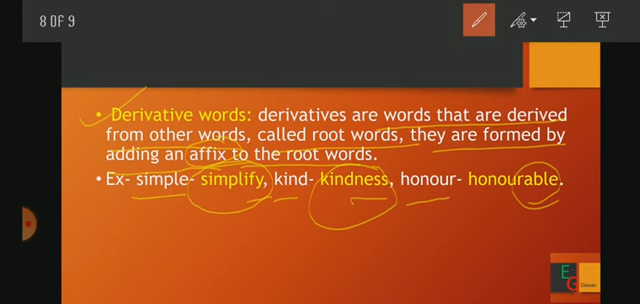 8 OF 9
• Derivative words: derivatives are words that are derived
from other words, called root words, they are formed by
adding an affix to the root words.
• Ex- simple- simplify, kind- kindness, honour- honourable.
EG Classes